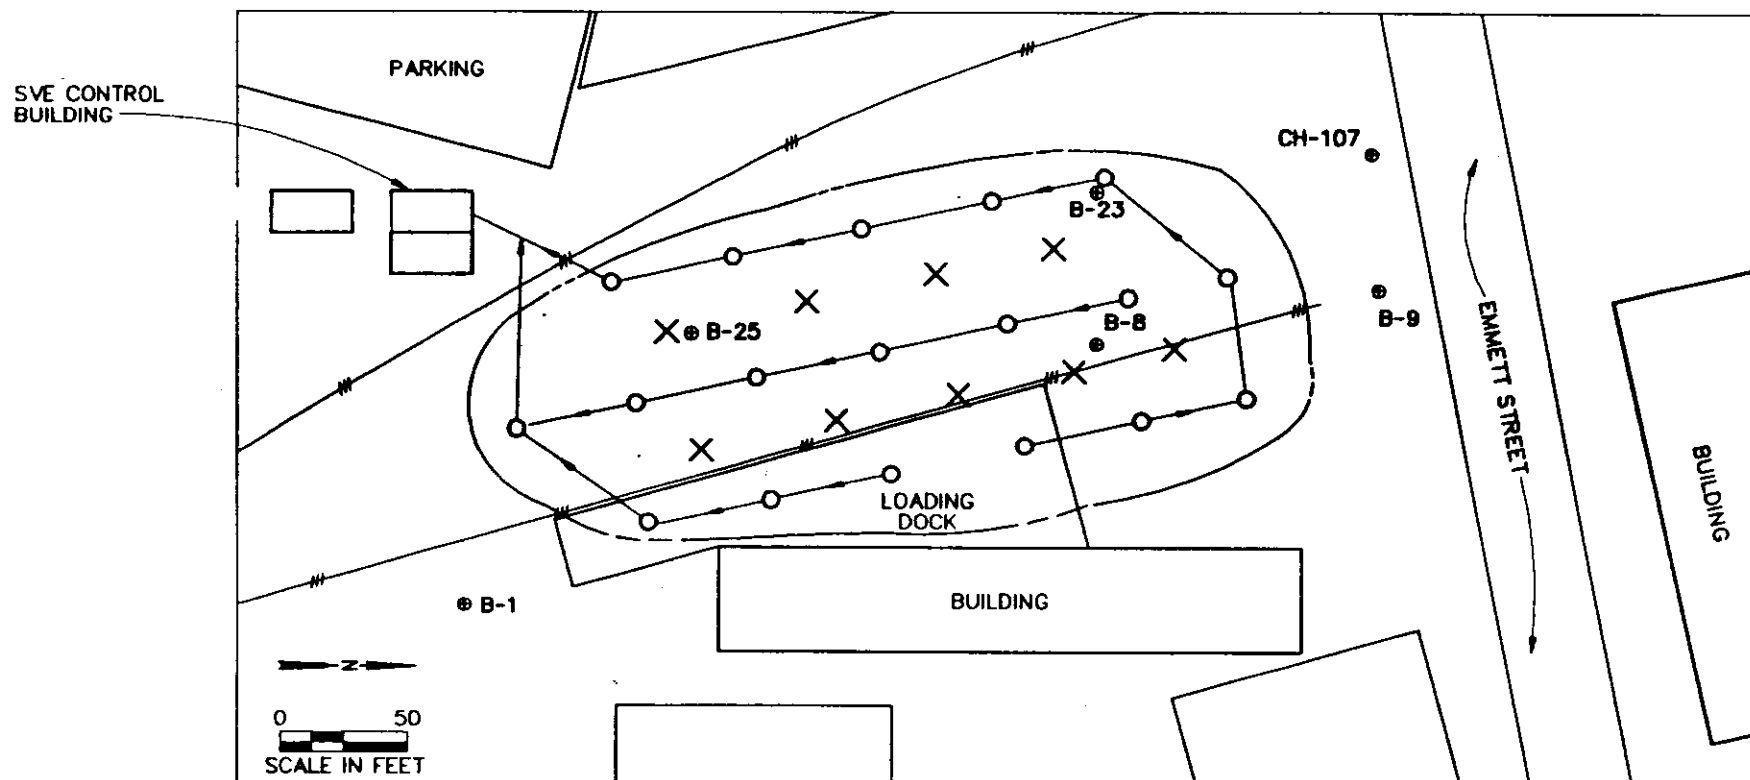 PARKING
SVE CONTROL
BUILDING
CH-107
B-23
B-25
B-8
B-9
EMMETT STREET
BUILDING
LOADING
DOCK
BUILDING
B-1
N
0 50
SCALE IN FEET